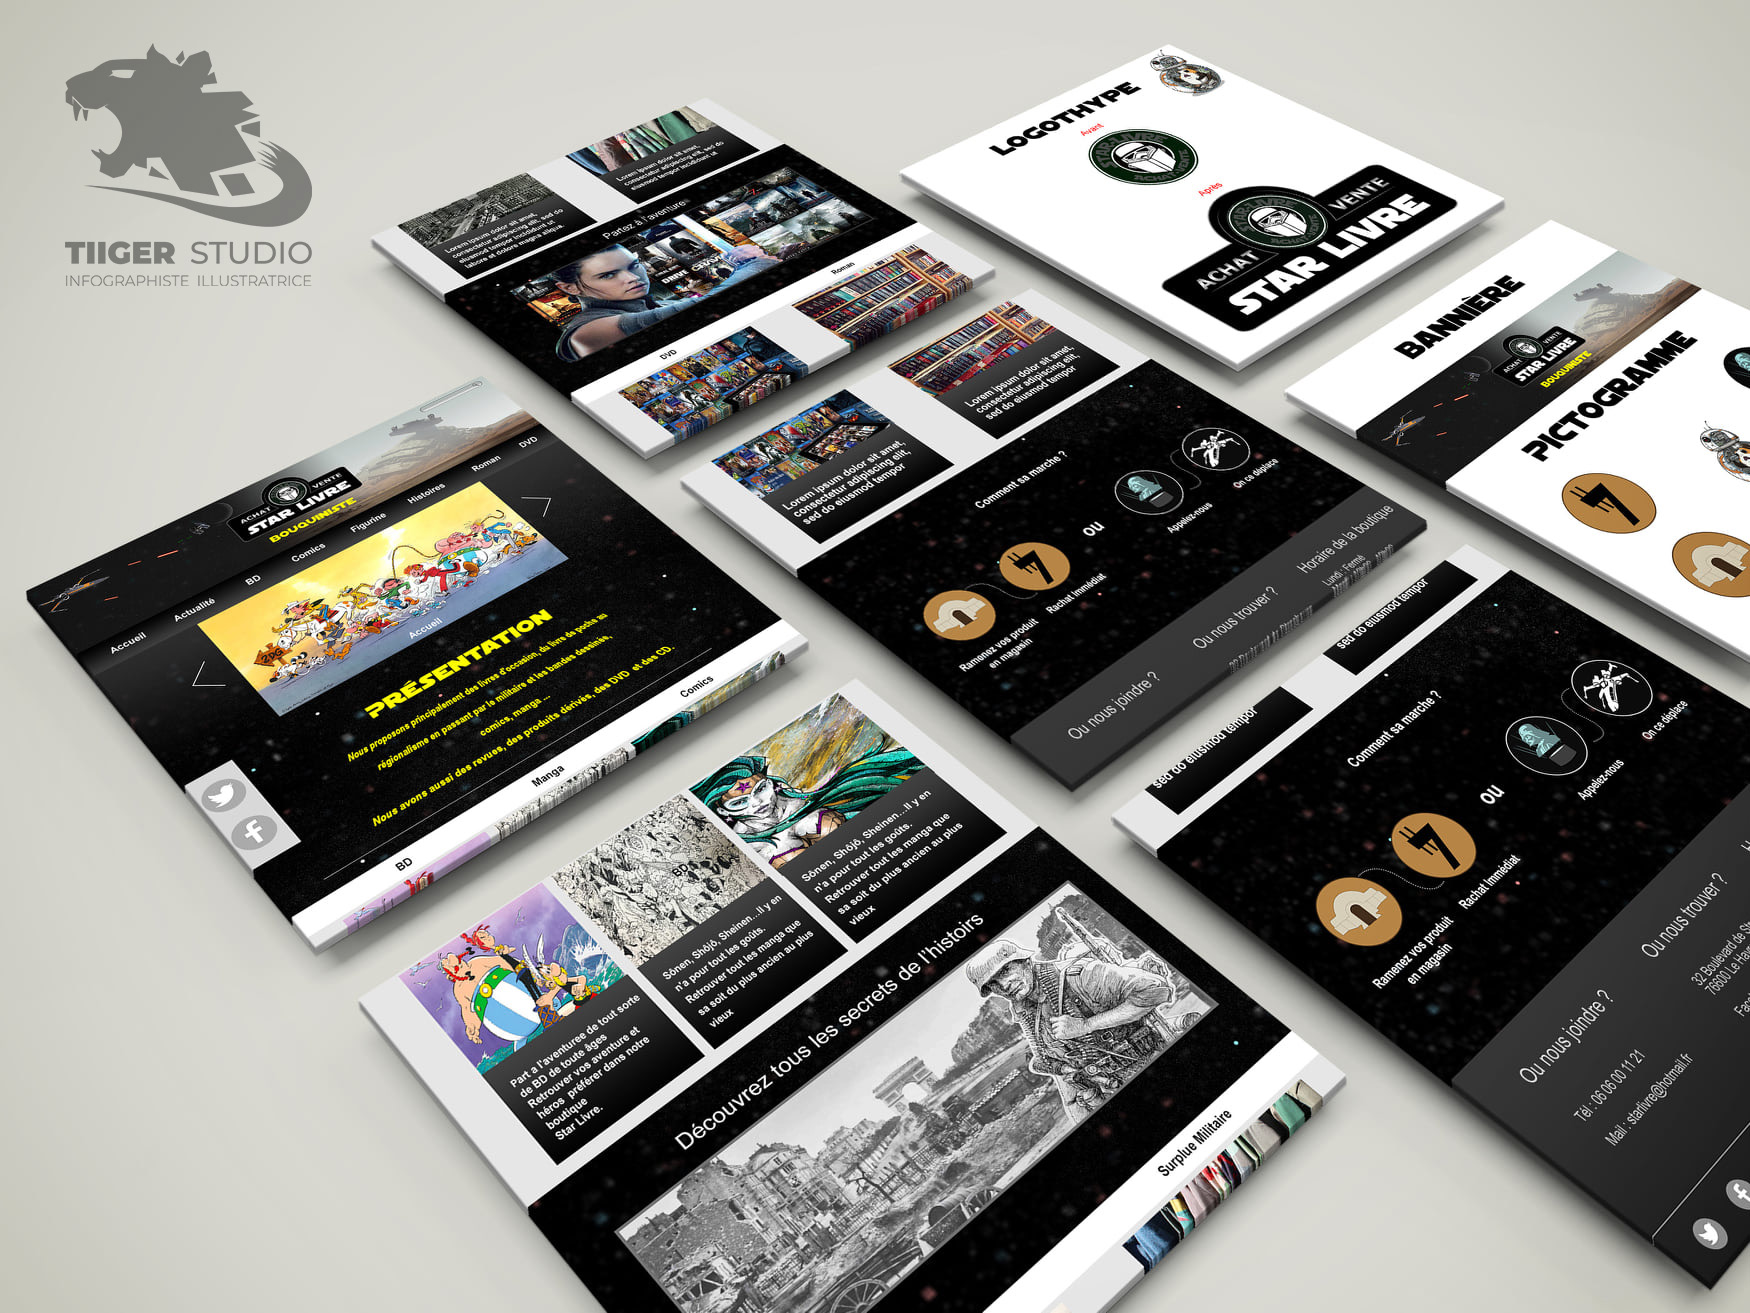 TIIGER STUDIO
INFOGRAPHISTE ILLUSTRATRICE
Lorem ipsum dolor sit amet,
consectetur adipiscing elit, sed do
eiusmod tempor incididunt ut
labore et dolore magna aliqua.
Lorem ipsum dolor sit amet,
consectetur adipiscing elit, sed do
eiusmod tempor incididunt ut
Partez à l'aventure
DVD
Roman
LOGOTHYPE
Avant
STAR LIVRE
ACHAT VENTE
Après
STAR LIVRE
ACHAT VENTE
ACHAT
VENTE
STAR LIVRE
BANNIÈRE
ACHAT
VENTE
STAR LIVRE
BOUQUINISTE
PICTOGRAMME
ACHAT
VENTE
STAR LIVRE
BOUQUINISTE
Accueil
Actualité
BD
Comics
Figurine
Histoires
Roman
DVD
2PG
Accueil
PRÉSENTATION
Nous proposons principalement des livres d'occasion, du livre de poche au
régionalisme en passant par le militaire et les bandes dessinées,
comics, manga ...
Nous avons aussi des revues, des produits dérivés, des DVD et des CD.
BD
Manga
Comics
Lorem ipsum dolor sit amet,
consectetur adipiscing elit,
sed do eiusmod tempor
Lorem ipsum dolor sit amet,
consectetur adipiscing elit,
sed do eiusmod tempor
Comment sa marche ?
Ramenez vos produit
en magasin
Rachat Immédiat
ou
Appelez-nous
On ce déplace
Ou nous joindre ?
Ou nous trouver ?
Horaire de la boutique
Lundi : Fermé
Part a l'aventuree de tout sorte
de BD de toute âges
Retrouver vos aventure et
héros préférer dans notre
boutique
Star Livre.
Sônen, Shôjô, Sheinen...Il y en
n'a pour tout les goûts.
Retrouver tout les manga que
sa soit du plus ancien au plus
vieux
Sônen, Shôjô, Sheinen...Il y en
n'a pour tout les goûts.
Retrouver tout les manga que
sa soit du plus ancien au plus
vieux
Découvrez tous les secrets de l'histoirs
Surplue Militaire
sed do eiusmod tempor
sed do eiusmod tempor
Comment sa marche ?
Ramenez vos produit
en magasin
Rachat Immédiat
ou
Appelez-nous
On ce déplace
Ou nous joindre ?
Tél : 06 06 00 11 21
Mail : starlivre@hotmail.fr
Ou nous trouver ?
32 Boulevard de St
76600 Le Ha